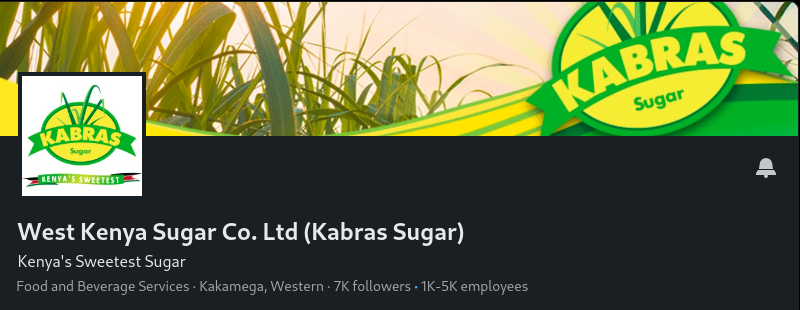 KABRAS
Sugar
KABRAS
Sugar
KENYA'S SWEETEST
West Kenya Sugar Co. Ltd (Kabras Sugar)
Kenya's Sweetest Sugar
Food and Beverage Services · Kakamega, Western · 7K followers · 1K-5K employees